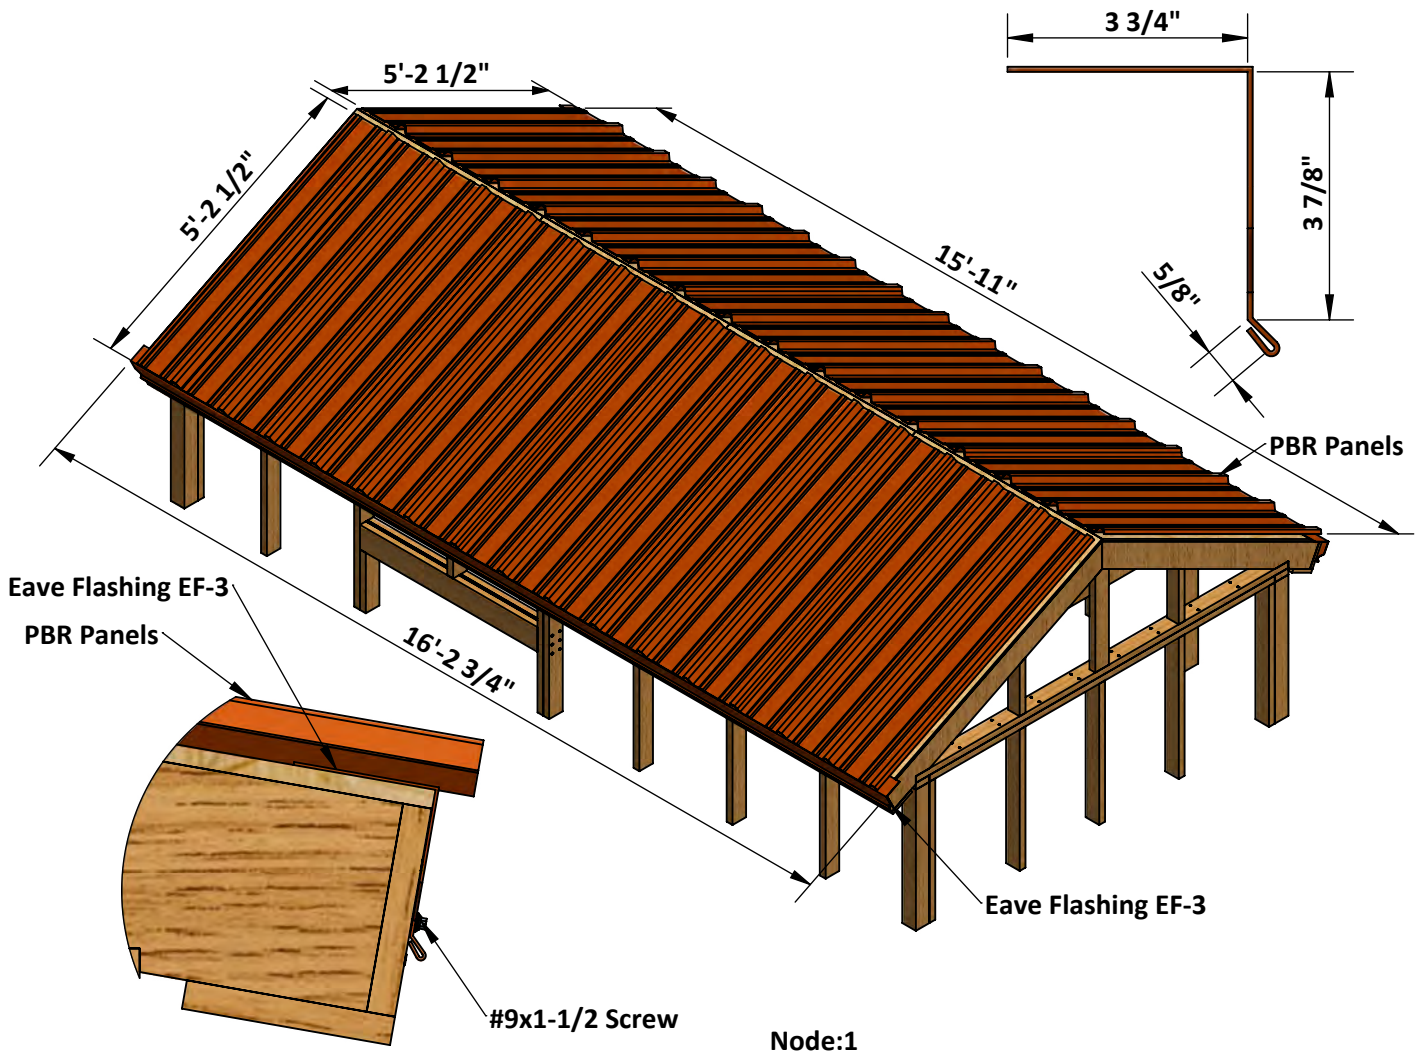 3 3/4"
5'-2 1/2"
5'-2 1/2"
3 7/8"
15'-11"
5/8"
PBR Panels
Eave Flashing EF-3
PBR Panels
16'-2 3/4"
Eave Flashing EF-3
#9x1-1/2 Screw
Node:1